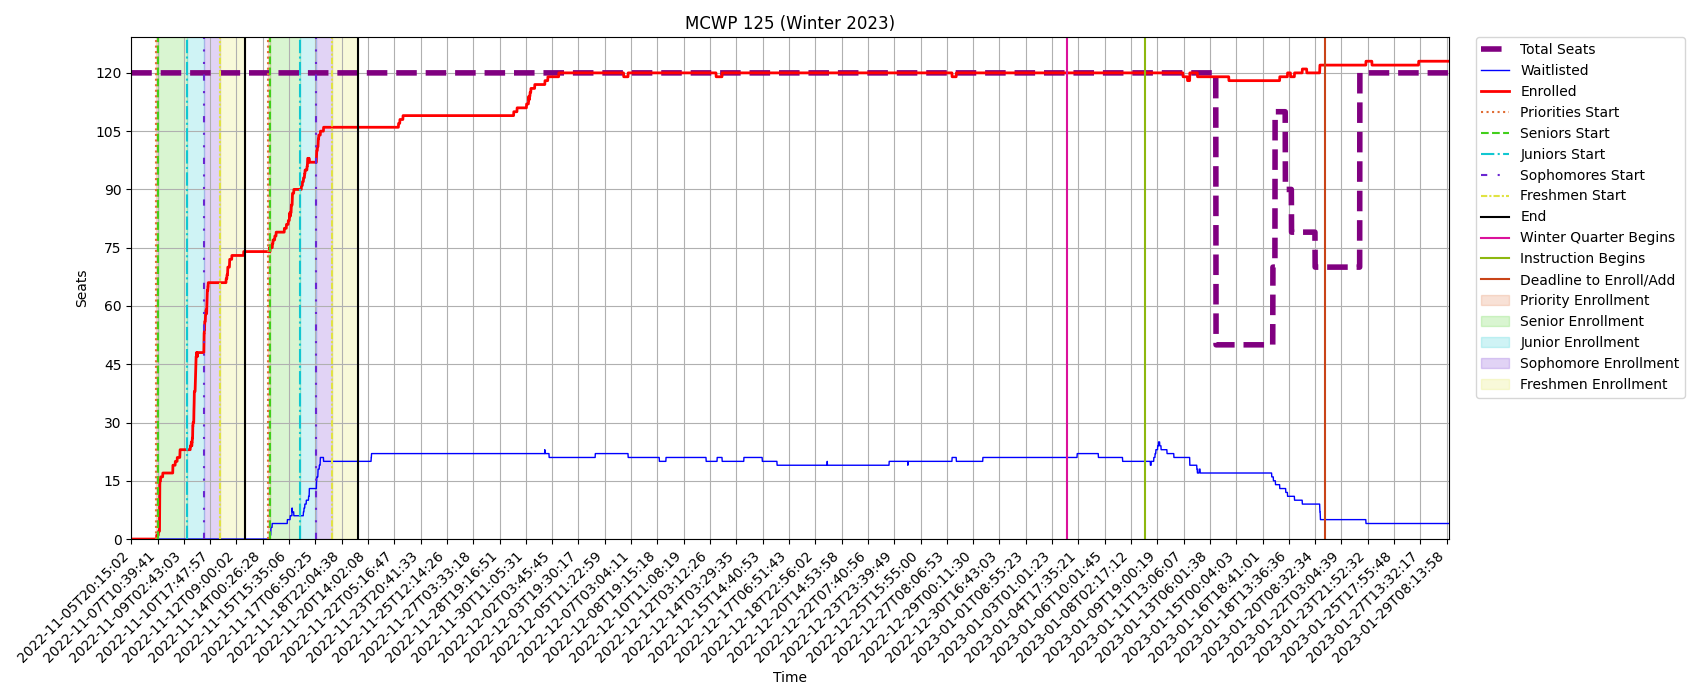 MCWP 125 (Winter 2023)
Seats
120
105
90
75
60
45
30
15
0
2022-11-05T20:15:02
2022-11-07T10:39:41
2022-11-09T02:43:03
2022-11-10T17:47:57
2022-11-12T09:00:02
2022-11-14T00:26:28
2022-11-15T15:35:06
2022-11-17T06:50:25
2022-11-18T22:04:38
2022-11-20T14:02:08
2022-11-22T05:16:47
2022-11-23T20:41:33
2022-11-25T12:14:26
2022-11-27T03:33:18
2022-11-28T19:16:51
2022-11-30T11:05:31
2022-12-02T03:45:45
2022-12-03T19:30:17
2022-12-05T11:22:59
2022-12-07T03:04:11
2022-12-08T19:15:18
2022-12-10T11:08:19
2022-12-12T03:12:26
2022-12-14T03:29:35
2022-12-15T14:40:53
2022-12-17T06:51:43
2022-12-18T22:56:02
2022-12-20T14:53:58
2022-12-22T07:40:56
2022-12-23T23:39:49
2022-12-25T15:55:00
2022-12-27T08:06:53
2022-12-29T00:11:30
2022-12-30T16:43:03
2023-01-01T08:55:23
2023-01-03T01:01:23
2023-01-04T17:35:21
2023-01-06T10:01:45
2023-01-08T02:17:12
2023-01-09T19:00:19
2023-01-11T13:06:07
2023-01-13T06:01:38
2023-01-15T00:04:03
2023-01-16T18:41:01
2023-01-18T13:36:36
2023-01-20T08:32:34
2023-01-22T03:04:39
2023-01-23T21:52:32
2023-01-25T17:55:48
2023-01-27T13:32:17
2023-01-29T08:13:58
Time
Total Seats
Waitlisted
Enrolled
Priorities Start
Seniors Start
Juniors Start
Sophomores Start
Freshmen Start
End
Winter Quarter Begins
Instruction Begins
Deadline to Enroll/Add
Priority Enrollment
Senior Enrollment
Junior Enrollment
Sophomore Enrollment
Freshmen Enrollment